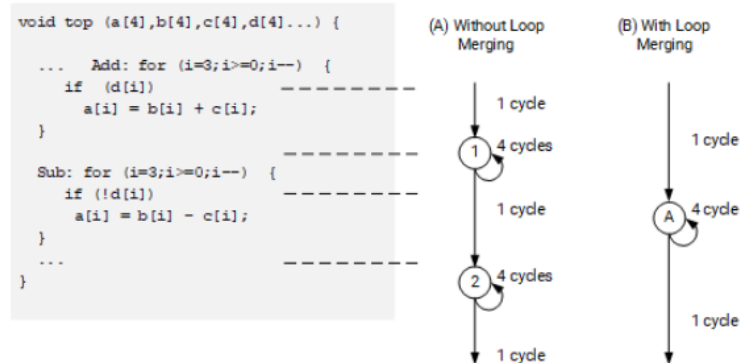 void top (a[4],b[4],c[4],d[4]...) {
... Add: for (i=3;i>=0;i--) {
if (d[i])
a[i] = b[i] + c[i];
}
Sub: for (i=3;i>=0;i--) {
if (!d[i])
a[i] = b[i] - c[i];
}
...
}
(A) Without Loop
Merging
1 cycle
1
4 cycles
1 cycle
2
4 cycles
1 cycle
(B) With Loop
Merging
1 cycle
A
4 cycle
1 cycle